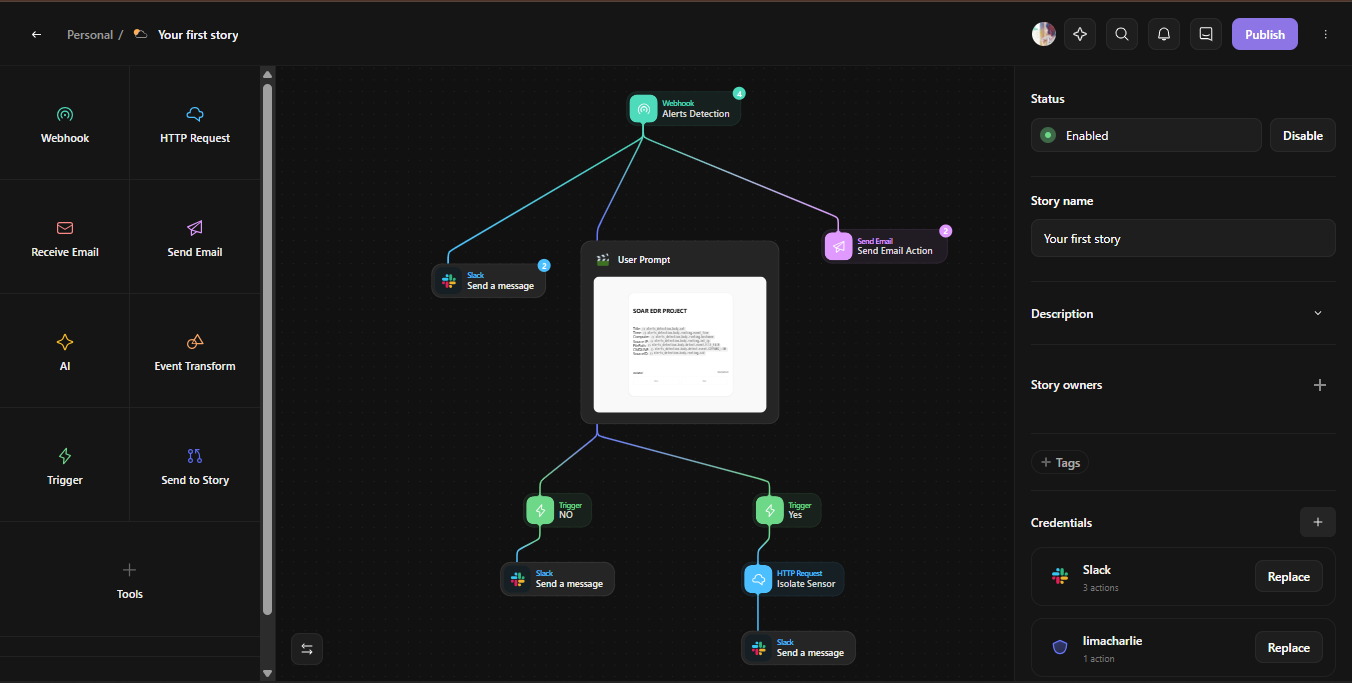 Personal /
Your first story
Publish
Webhook
HTTP Request
Receive Email
Send Email
AI
Event Transform
Trigger
Send to Story
Tools
4
Webhook
Alerts Detection
2
Slack
Send a message
User Prompt
SOAR EDR PROJECT
2
Send Email
Send Email Action
Trigger
NO
Slack
Send a message
Trigger
Yes
HTTP Request
Isolate Sensor
Slack
Send a message
Status
Enabled
Disable
Story name
Your first story
Description
Story owners
Tags
Credentials
Slack
3 actions
Replace
limacharlie
1 action
Replace